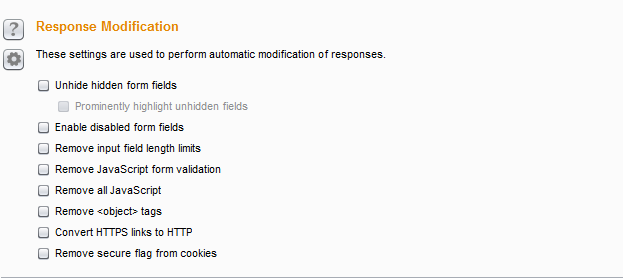 ?
Response Modification
These settings are used to perform automatic modification of responses.
Unhide hidden form fields
Prominently highlight unhidden fields
Enable disabled form fields
Remove input field length limits
Remove JavaScript form validation
Remove all JavaScript
Remove <object> tags
Convert HTTPS links to HTTP
Remove secure flag from cookies